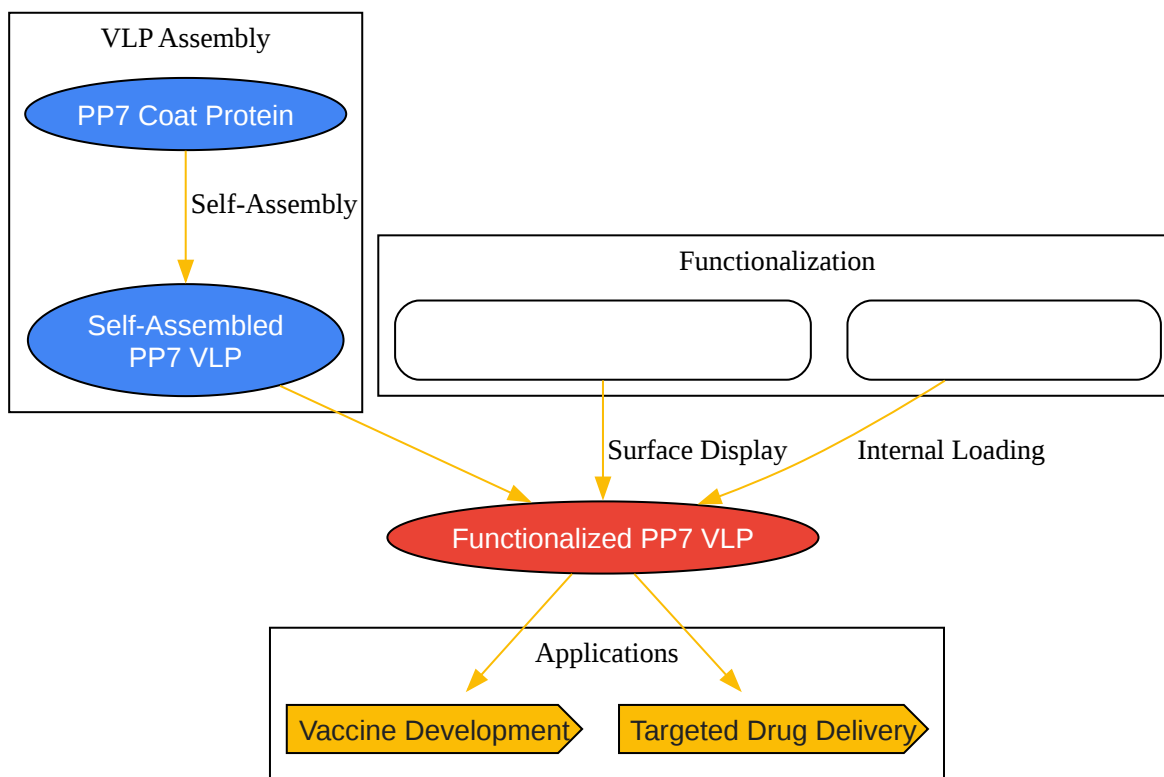 VLP Assembly
PP7 Coat Protein
Self-Assembly
Self-Assembled
PP7 VLP
Functionalization
Surface Display
Internal Loading
Functionalized PP7 VLP
Applications
Vaccine Development
Targeted Drug Delivery